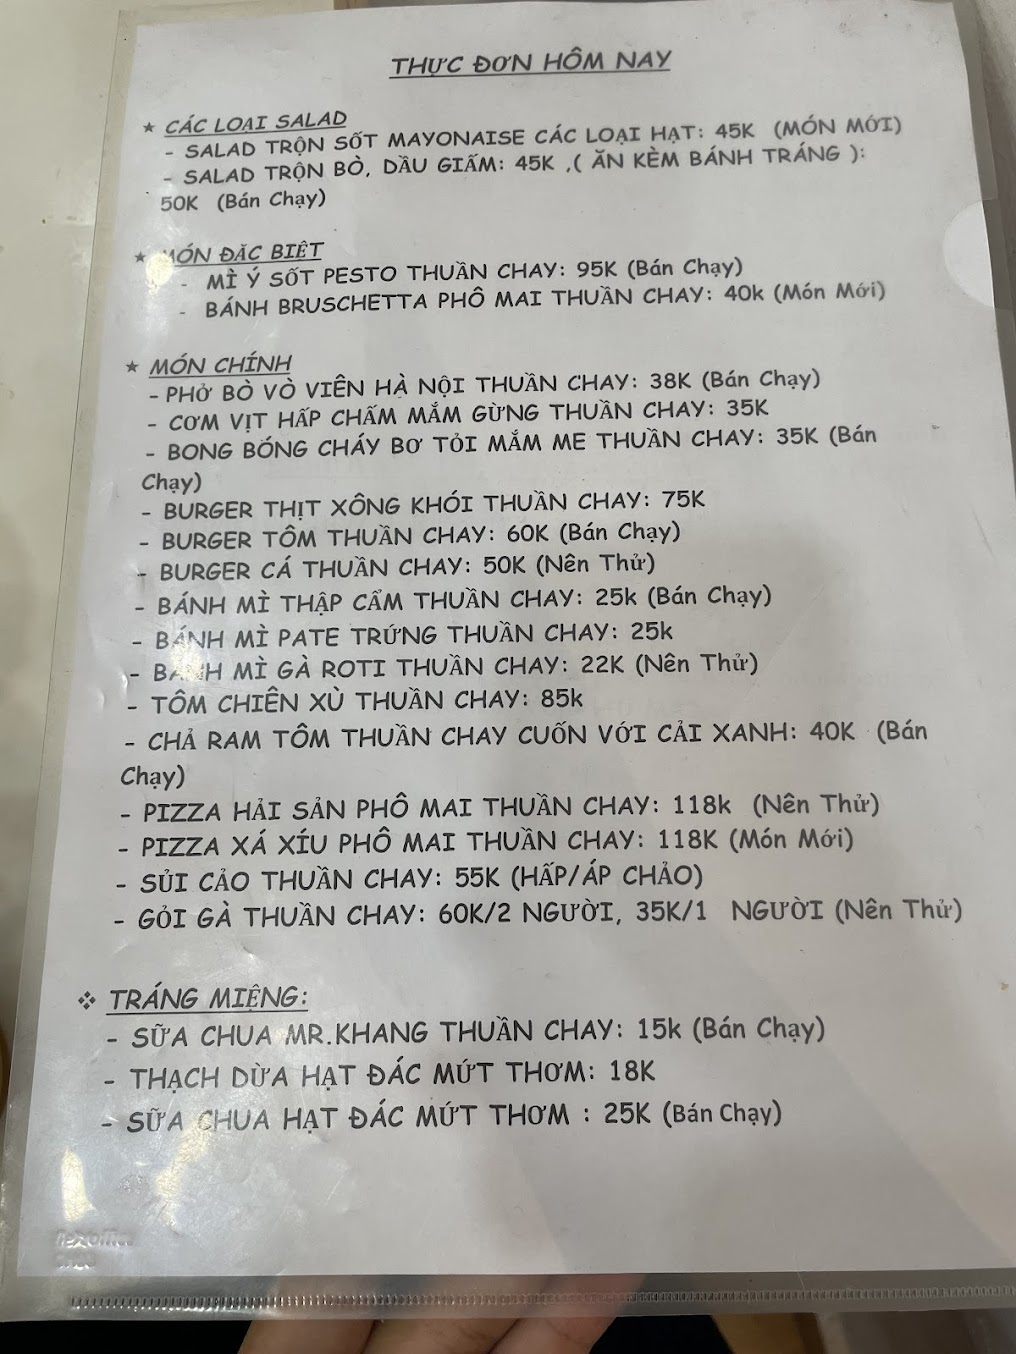 THỰC ĐƠN HÔM NAY
★ CÁC LOẠI SALAD
- SALAD TRỘN SỐT MAYONAISE CÁC LOẠI HẠT: 45K (MÓN MỚI)
- SALAD TRỘN BÒ, DẦU GIẤM: 45K ,( ĂN KÈM BÁNH TRÁNG ):
50K (Bán Chạy)
★ MÓN ĐẶC BIỆT
- MÌ Ý SỐT PESTO THUẦN CHAY: 95K (Bán Chạy)
- BÁNH BRUSCHETTA PHÔ MAI THUẦN CHAY: 40k (Món Mới)
★ MÓN CHÍNH
- PHỞ BÒ VÒ VIÊN HÀ NỘI THUẦN CHAY: 38K (Bán Chạy)
- CƠM VỊT HẤP CHẤM MẮM GỪNG THUẦN CHAY: 35K
- BONG BÓNG CHÁY BƠ TỎI MẮM ME THUẦN CHAY: 35K (Bán
Chạy)
- BURGER THỊT XÔNG KHÓI THUẦN CHAY: 75K
- BURGER TÔM THUẦN CHAY: 60K (Bán Chạy)
- BURGER CÁ THUẦN CHAY: 50K (Nên Thử)
- BÁNH MÌ THẬP CẨM THUẦN CHAY: 25k (Bán Chạy)
- BÁNH MÌ PATE TRỨNG THUẦN CHAY: 25k
- BÁNH MÌ GÀ ROTI THUẦN CHAY: 22K (Nên Thử)
- TÔM CHIÊN XÙ THUẦN CHAY: 85k
- CHẢ RAM TÔM THUẦN CHAY CUỐN VỚI CẢI XANH: 40K (Bán
Chạy)
- PIZZA HẢI SẢN PHÔ MAI THUẦN CHAY: 118k (Nên Thử)
- PIZZA XÁ XÍU PHÔ MAI THUẦN CHAY: 118K (Món Mới)
- SỦI CẢO THUẦN CHAY: 55K (HẤP/ÁP CHẢO)
- GỎI GÀ THUẦN CHAY: 60K/2 NGƯỜI, 35K/1 NGƯỜI (Nên Thử)
❖ TRÁNG MIỆNG:
- SỮA CHUA MR.KHANG THUẦN CHAY: 15k (Bán Chạy)
- THẠCH DỪA HẠT ĐÁC MỨT THƠM: 18K
- SỮA CHUA HẠT ĐÁC MỨT THƠM : 25K (Bán Chạy)